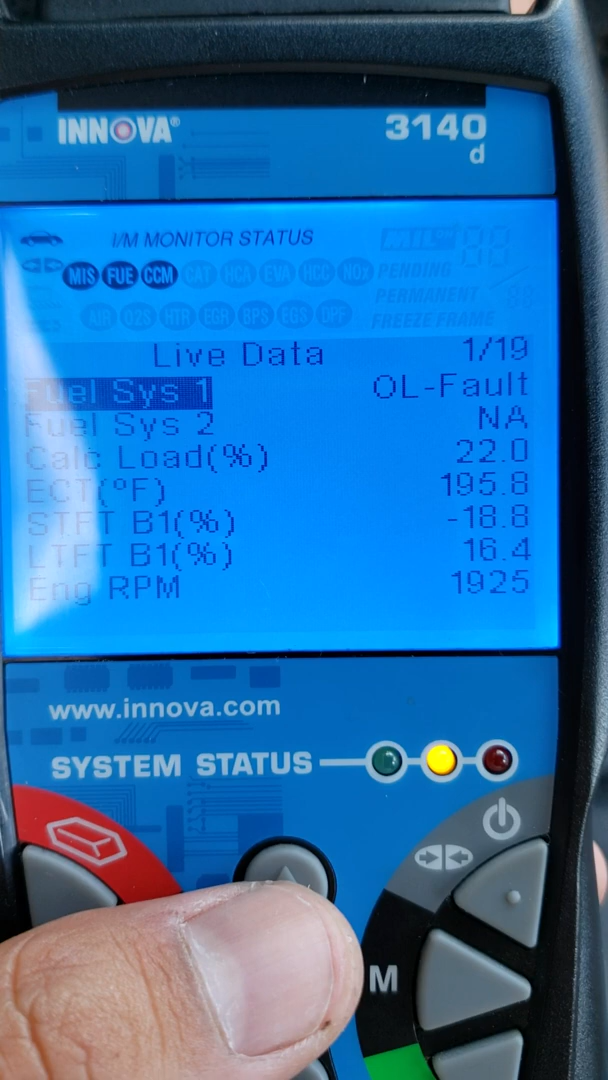 INNOVA®
3140
d
I/M MONITOR STATUS
MIL
MIS FUE CCM CAT HCA EVA HCC NOx
PENDING
PERMANENT
AIR O2S HTR EGR BPS EGS DPF
FREEZE FRAME
Live Data 1/19
Fuel Sys 1 OL-Fault
Fuel Sys 2 NA
Calc Load(%) 22.0
ECT(°F) 195.8
STFT B1(%) -18.8
LTFT B1(%) 16.4
Eng RPM 1925
www.innova.com
SYSTEM STATUS
M